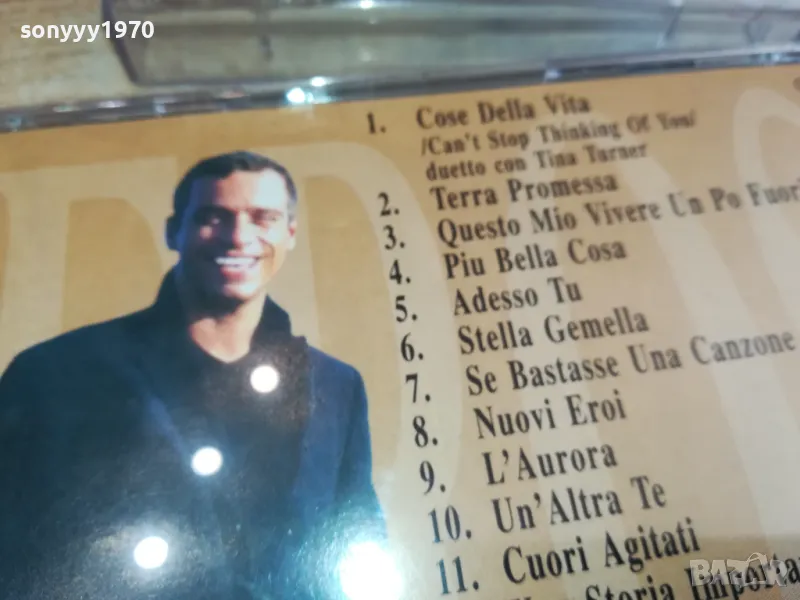 sonyyy1970
1. Cose Della Vita
/Can't Stop Thinking Of You/
duetto con Tina Turner
2. Terra Promessa
3. Questo Mio Vivere Un Po Fuori
4. Piu Bella Cosa
5. Adesso Tu
6. Stella Gemella
7. Se Bastasse Una Canzone
8. Nuovi Eroi
9. L'Aurora
10. Un'Altra Te
11. Cuori Agitati
Storia
BAZAR